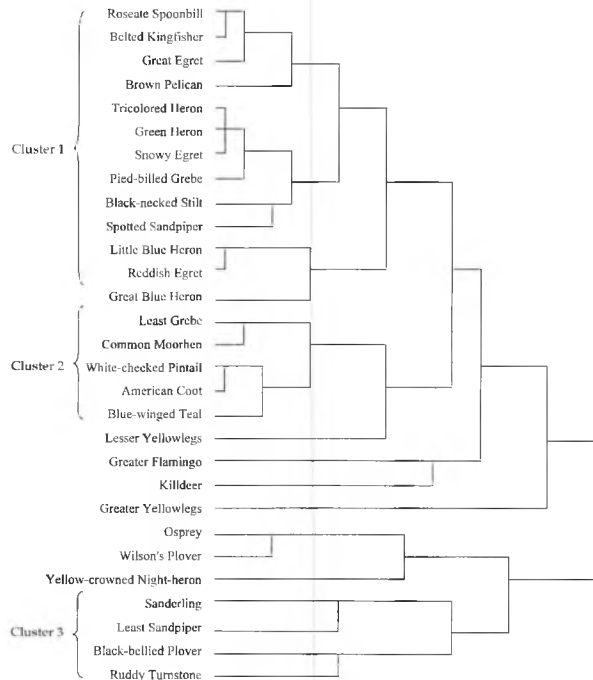 Roseate Spoonbill
Belted Kingfisher
Great Egret
Brown Pelican
Tricolored Heron
Green Heron
Cluster 1
Snowy Egret
Pied-billed Grebe
Black-necked Stilt
Spotted Sandpiper
Little Blue Heron
Reddish Egret
Great Blue Heron
Least Grebe
Common Moorhen
Cluster 2
White-checked Pintail
American Coot
Blue-winged Teal
Lesser Yellowlegs
Greater Flamingo
Killdeer
Greater Yellowlegs
Osprey
Wilson's Plover
Yellow-crowned Night-heron
Sanderling
Cluster 3
Least Sandpiper
Black-bellied Plover
Ruddy Turnstone